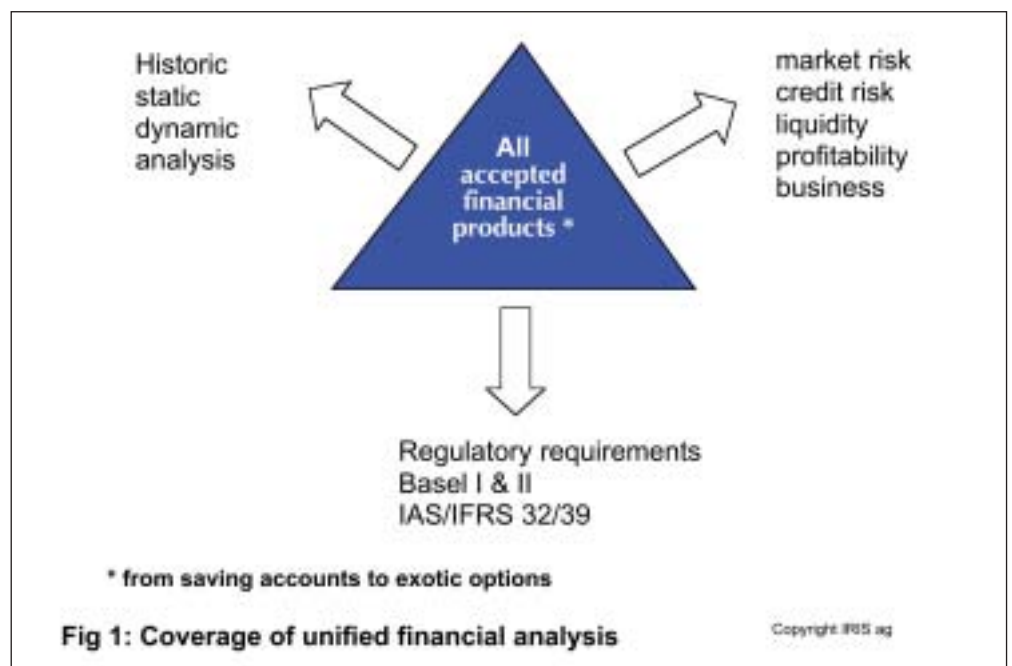 Historic
static
dynamic
analysis
All
accepted
financial
products *
market risk
credit risk
liquidity
profitability
business
Regulatory requirements
Basel I & II
IAS/IFRS 32/39
* from saving accounts to exotic options
Fig 1: Coverage of unified financial analysis
Copyright IRIS ag